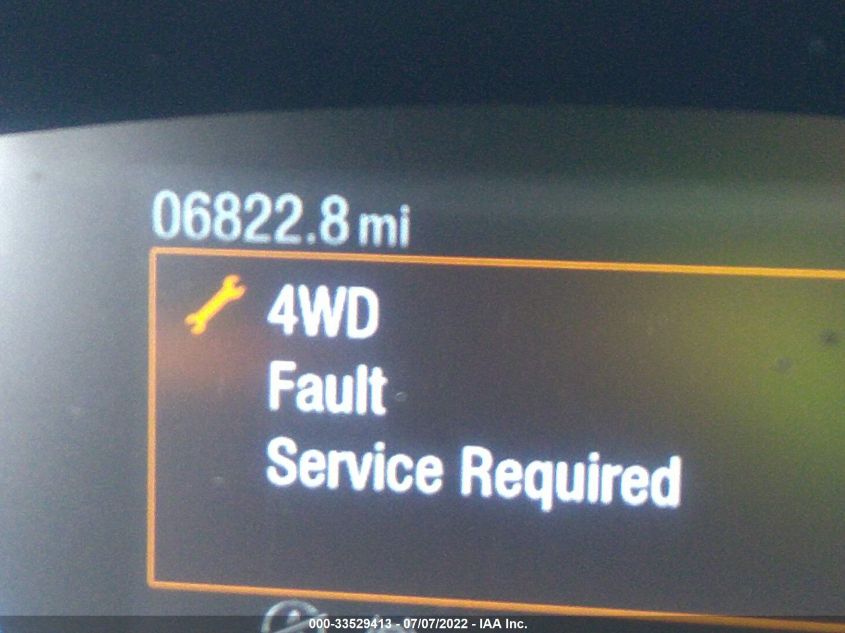 06822.8 mi
4WD
Fault
Service Required
000-33529413 - 07/07/2022 - IAA Inc.